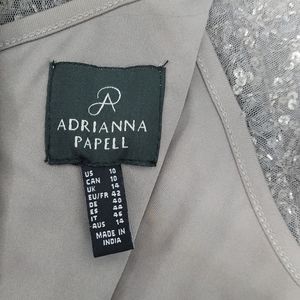 ADRIANNA
PAPELL
US 10
CAN 10
UK 14
EU/FR 42
DE 40
ES 44
IT 46
AUS 14
MADE IN
INDIA